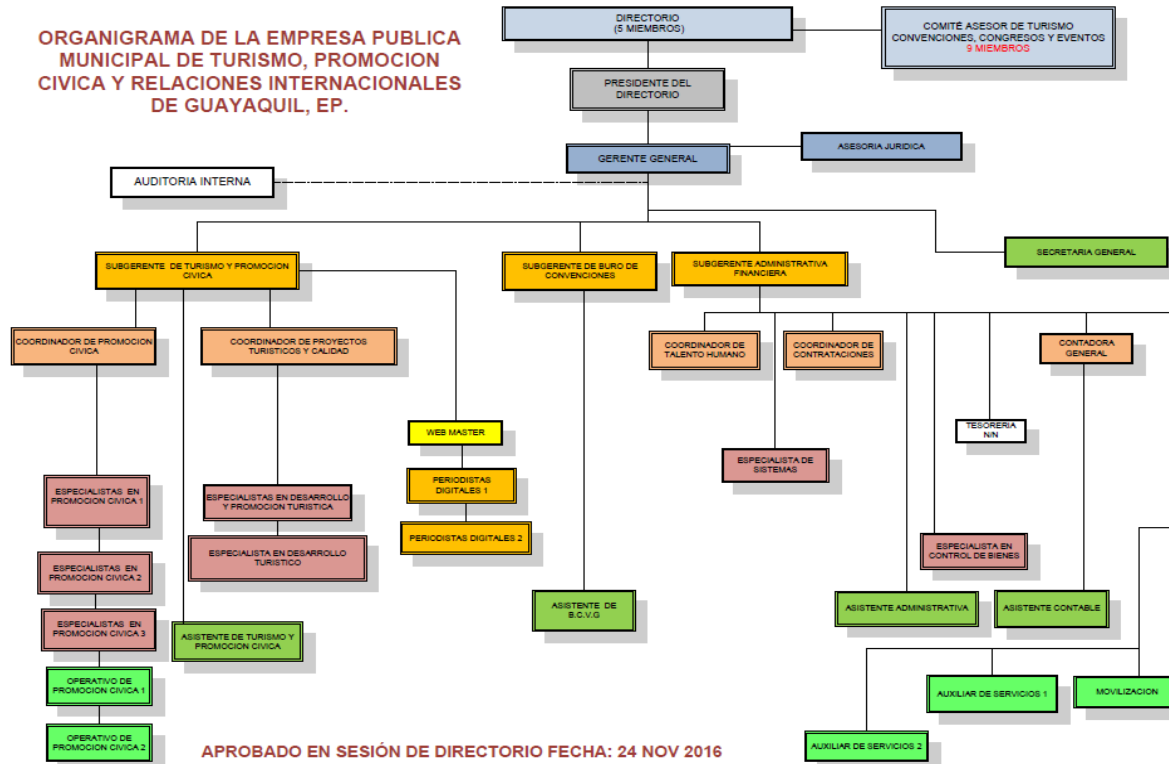 ORGANIGRAMA DE LA EMPRESA PUBLICA
MUNICIPAL DE TURISMO, PROMOCION
CIVICA Y RELACIONES INTERNACIONALES
DE GUAYAQUIL, EP.
DIRECTORIO
(5 MIEMBROS)
COMITÉ ASESOR DE TURISMO
CONVENCIONES, CONGRESOS Y EVENTOS
9 MIEMBROS
PRESIDENTE DEL
DIRECTORIO
GERENTE GENERAL
ASESORIA JURIDICA
AUDITORIA INTERNA
SECRETARIA GENERAL
SUBGERENTE DE TURISMO Y PROMOCION
CIVICA
SUBGERENTE DE BURO DE
CONVENCIONES
SUBGERENTE ADMINISTRATIVA
FINANCIERA
COORDINADOR DE PROMOCION
CIVICA
COORDINADOR DE PROYECTOS
TURISTICOS Y CALIDAD
COORDINADOR DE
TALENTO HUMANO
COORDINADOR DE
CONTRATACIONES
CONTADORA
GENERAL
WEB MASTER
TESORERIA
N/N
ESPECIALISTA DE
SISTEMAS
PERIODISTAS
DIGITALES 1
ESPECIALISTAS EN
PROMOCION CIVICA 1
ESPECIALISTAS EN DESARROLLO
Y PROMOCION TURISTICA
PERIODISTAS DIGITALES 2
ESPECIALISTA EN DESARROLLO
TURISTICO
ESPECIALISTA EN
CONTROL DE BIENES
ESPECIALISTAS EN
PROMOCION CIVICA 2
ASISTENTE DE
B.C.V.G
ASISTENTE ADMINISTRATIVA
ASISTENTE CONTABLE
ESPECIALISTAS EN
PROMOCION CIVICA 3
ASISTENTE DE TURISMO Y
PROMOCION CIVICA
OPERATIVO DE
PROMOCION CIVICA 1
AUXILIAR DE SERVICIOS 1
MOVILIZACION
OPERATIVO DE
PROMOCION CIVICA 2
AUXILIAR DE SERVICIOS 2
APROBADO EN SESIÓN DE DIRECTORIO FECHA: 24 NOV 2016